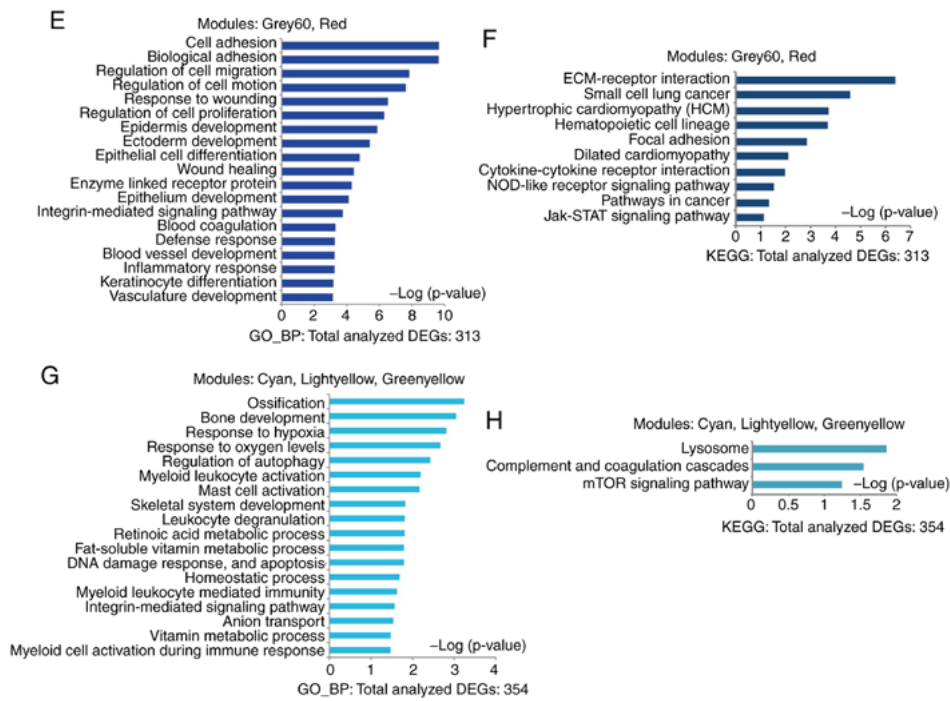 E
Modules: Grey60, Red
Cell adhesion
Biological adhesion
Regulation of cell migration
Regulation of cell motion
Response to wounding
Regulation of cell proliferation
Epidermis development
Ectoderm development
Epithelial cell differentiation
Wound healing
Enzyme linked receptor protein
Epithelium development
Integrin-mediated signaling pathway
Blood coagulation
Defense response
Blood vessel development
Inflammatory response
Keratinocyte differentiation
Vasculature development
–Log (p-value)
0 2 4 6 8 10
GO_BP: Total analyzed DEGs: 313
F
Modules: Grey60, Red
ECM-receptor interaction
Small cell lung cancer
Hypertrophic cardiomyopathy (HCM)
Hematopoietic cell lineage
Focal adhesion
Dilated cardiomyopathy
Cytokine-cytokine receptor interaction
NOD-like receptor signaling pathway
Pathways in cancer
Jak-STAT signaling pathway
–Log (p-value)
0 1 2 3 4 5 6 7
KEGG: Total analyzed DEGs: 313
G
Modules: Cyan, Lightyellow, Greenyellow
Ossification
Bone development
Response to hypoxia
Response to oxygen levels
Regulation of autophagy
Myeloid leukocyte activation
Mast cell activation
Skeletal system development
Leukocyte degranulation
Retinoic acid metabolic process
Fat-soluble vitamin metabolic process
DNA damage response, and apoptosis
Homeostatic process
Myeloid leukocyte mediated immunity
Integrin-mediated signaling pathway
Anion transport
Vitamin metabolic process
Myeloid cell activation during immune response
–Log (p-value)
0 1 2 3 4
GO_BP: Total analyzed DEGs: 354
H
Modules: Cyan, Lightyellow, Greenyellow
Lysosome
Complement and coagulation cascades
mTOR signaling pathway
–Log (p-value)
0 0.5 1 1.5 2
KEGG: Total analyzed DEGs: 354